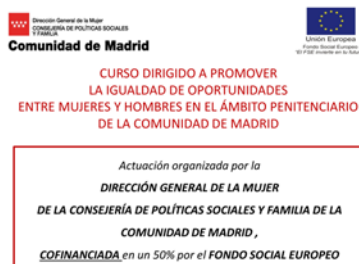 Dirección General de la Mujer
CONSEJERÍA DE POLÍTICAS SOCIALES
Y FAMILIA
Comunidad de Madrid
Unión Europea
Fondo Social Europeo
"El FSE invierte en tu futu
CURSO DIRIGIDO A PROMOVER
LA IGUALDAD DE OPORTUNIDADES
ENTRE MUJERES Y HOMBRES EN EL ÁMBITO PENITENCIARIO
DE LA COMUNIDAD DE MADRID
Actuación organizada por la
DIRECCIÓN GENERAL DE LA MUJER
DE LA CONSEJERÍA DE POLÍTICAS SOCIALES Y FAMILIA DE LA
COMUNIDAD DE MADRID ,
COFINANCIADA en un 50% por el FONDO SOCIAL EUROPEO